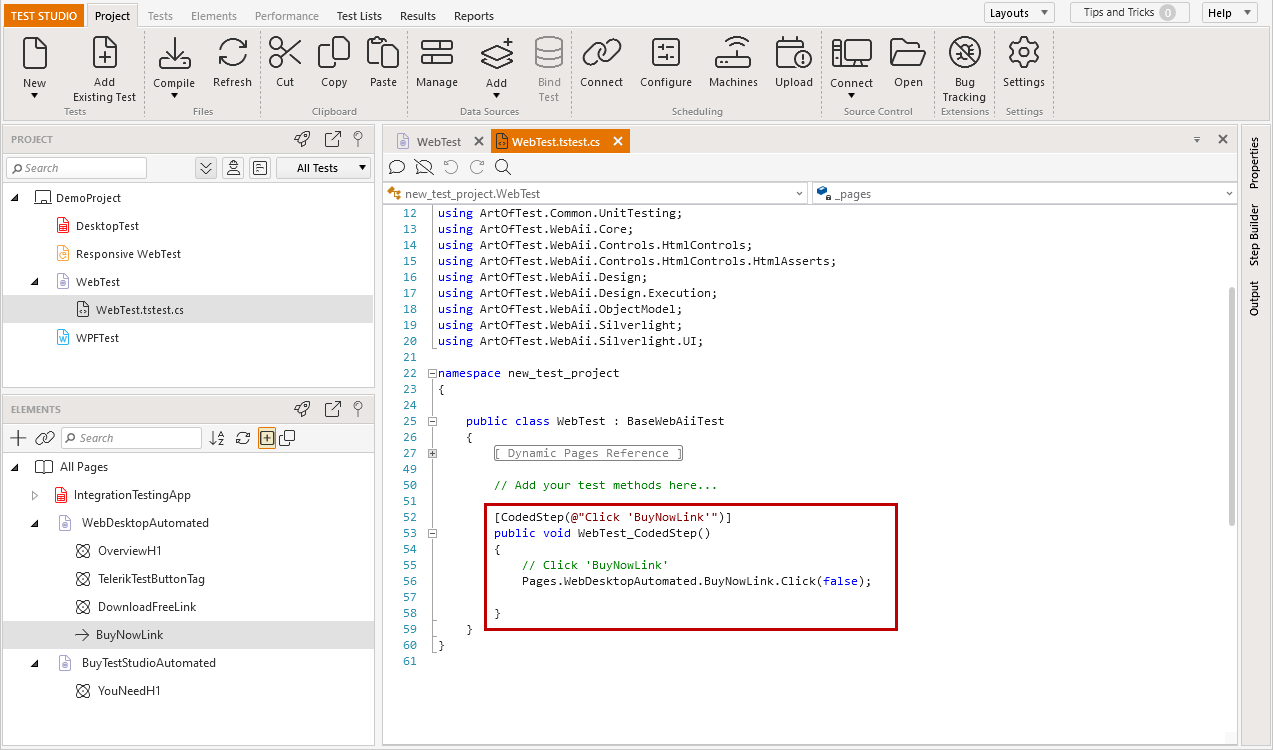 TEST STUDIO Project Tests Elements Performance Test Lists Results Reports Layouts Tips and Tricks 0 Help
New Add Existing Test Compile Refresh Cut Copy Paste Manage Add Bind Test Connect Configure Machines Upload Connect Open Bug Tracking Settings
Tests Files Clipboard Data Sources Scheduling Source Control Extensions Settings
PROJECT
Search All Tests
DemoProject
DesktopTest
Responsive WebTest
WebTest
WebTest.tstest.cs
WPFTest
ELEMENTS
Search
All Pages
IntegrationTestingApp
WebDesktopAutomated
OverviewH1
TelerikTestButtonTag
DownloadFreeLink
BuyNowLink
BuyTestStudioAutomated
YouNeedH1
WebTest WebTest.tstest.cs
new_test_project.WebTest _pages
12 using ArtOfTest.Common.UnitTesting;
13 using ArtOfTest.WebAii.Core;
14 using ArtOfTest.WebAii.Controls.HtmlControls;
15 using ArtOfTest.WebAii.Controls.HtmlControls.HtmlAsserts;
16 using ArtOfTest.WebAii.Design;
17 using ArtOfTest.WebAii.Design.Execution;
18 using ArtOfTest.WebAii.ObjectModel;
19 using ArtOfTest.WebAii.Silverlight;
20 using ArtOfTest.WebAii.Silverlight.UI;
21
22 namespace new_test_project
23 {
24
25 public class WebTest : BaseWebAiiTest
26 {
27 [ Dynamic Pages Reference ]
49
50 // Add your test methods here...
51
52 [CodedStep(@"Click 'BuyNowLink'")]
53 public void WebTest_CodedStep()
54 {
55 // Click 'BuyNowLink'
56 Pages.WebDesktopAutomated.BuyNowLink.Click(false);
57
58 }
59 }
60 }
61
Properties
Step Builder
Output